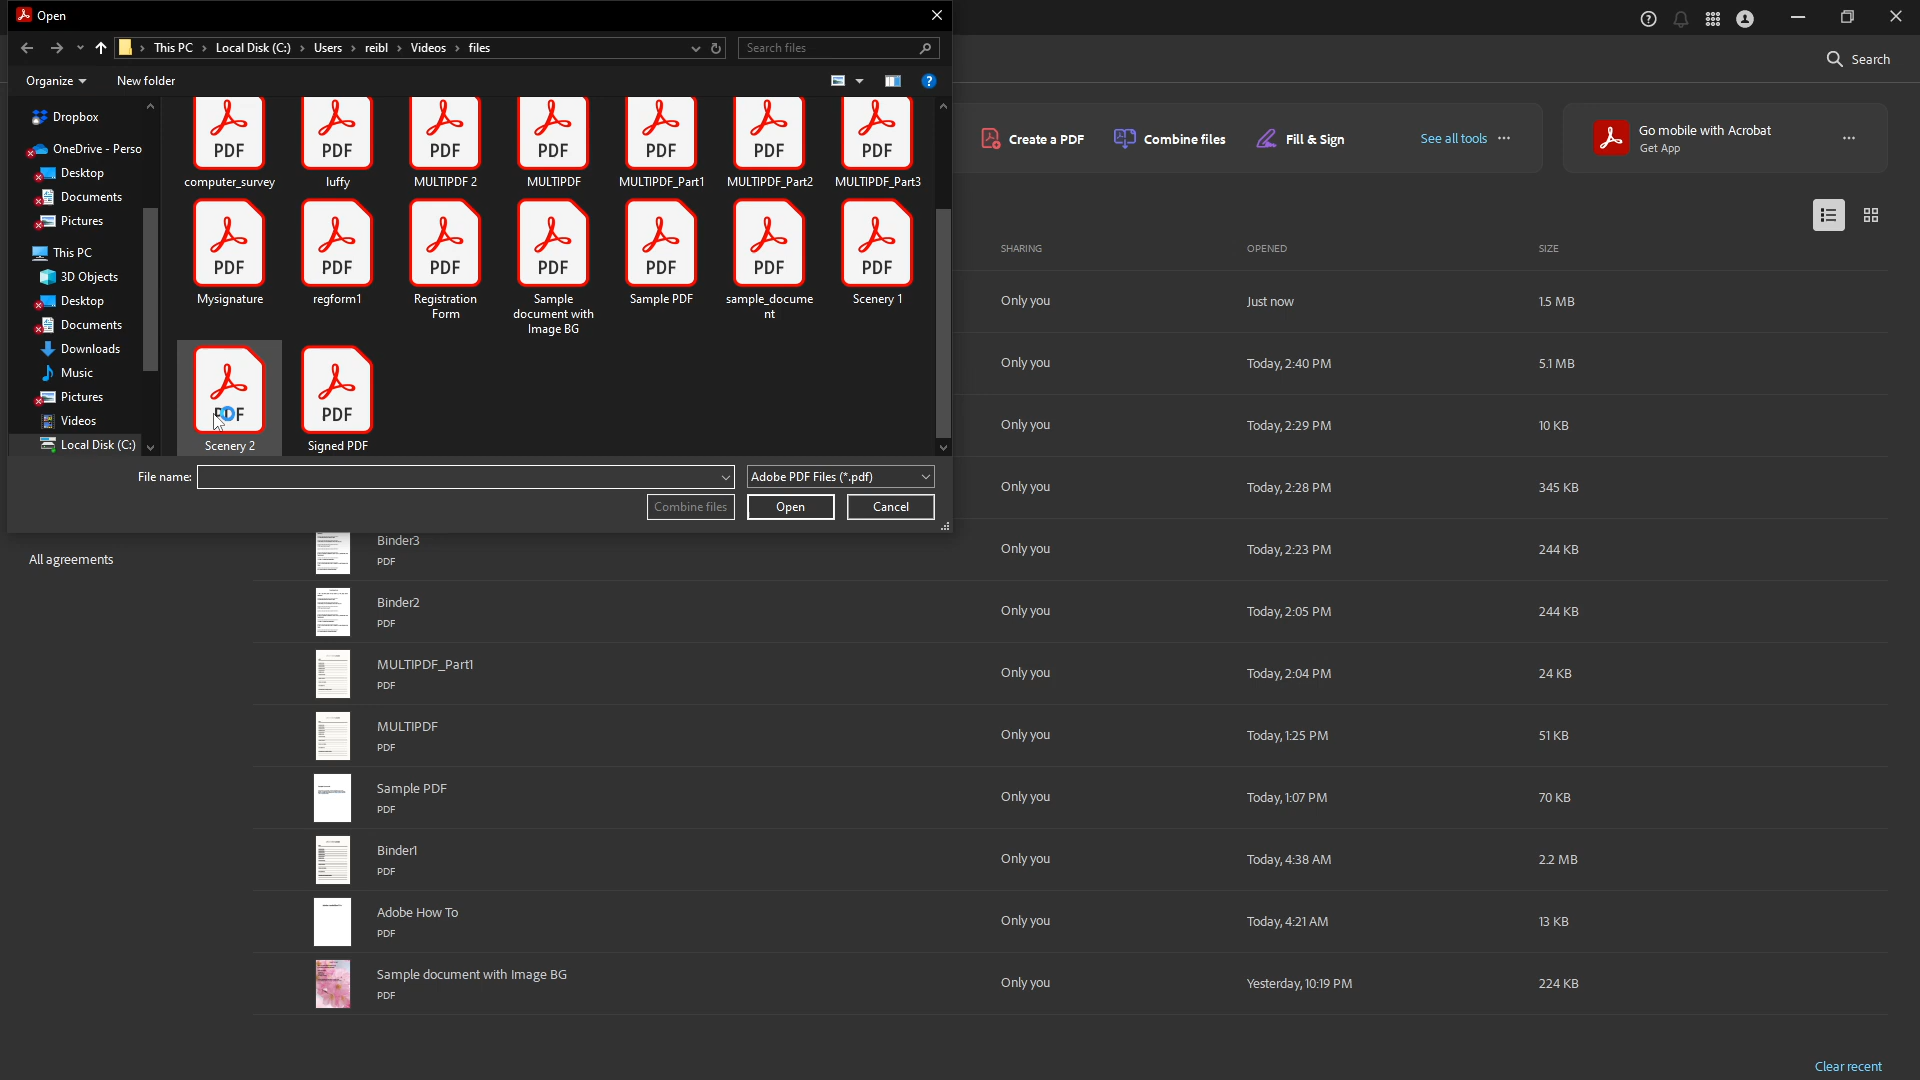 Open
This PC
Local Disk (C:)
Users
reibl
Videos
files
Search files
Organize
New folder
Dropbox
OneDrive - Perso
Desktop
Documents
Pictures
This PC
3D Objects
Desktop
Documents
Downloads
Music
Pictures
Videos
Local Disk (C:)
PDF
PDF
PDF
PDF
PDF
PDF
PDF
computer_survey
luffy
MULTIPDF 2
MULTIPDF
MULTIPDF_Part1
MULTIPDF_Part2
MULTIPDF_Part3
PDF
PDF
PDF
PDF
PDF
PDF
PDF
Mysignature
regform1
Registration
Form
Sample
document with
Image BG
Sample PDF
sample_docume
nt
Scenery 1
PDF
PDF
Scenery 2
Signed PDF
File name:
Adobe PDF Files (*.pdf)
Combine files
Open
Cancel
Search
Create a PDF
Combine files
Fill & Sign
See all tools
Go mobile with Acrobat
Get App
SHARING
OPENED
SIZE
Only you
Just now
1.5 MB
Only you
Today, 2:40 PM
5.1 MB
Only you
Today, 2:29 PM
10 KB
Only you
Today, 2:28 PM
345 KB
All agreements
Binder3
PDF
Only you
Today, 2:23 PM
244 KB
Binder2
PDF
Only you
Today, 2:05 PM
244 KB
MULTIPDF_Part1
PDF
Only you
Today, 2:04 PM
24 KB
MULTIPDF
PDF
Only you
Today, 1:25 PM
51 KB
Sample PDF
PDF
Only you
Today, 1:07 PM
70 KB
Binder1
PDF
Only you
Today, 4:38 AM
2.2 MB
Adobe How To
PDF
Only you
Today, 4:21 AM
13 KB
Sample document with Image BG
PDF
Only you
Yesterday, 10:19 PM
224 KB
Clear recent